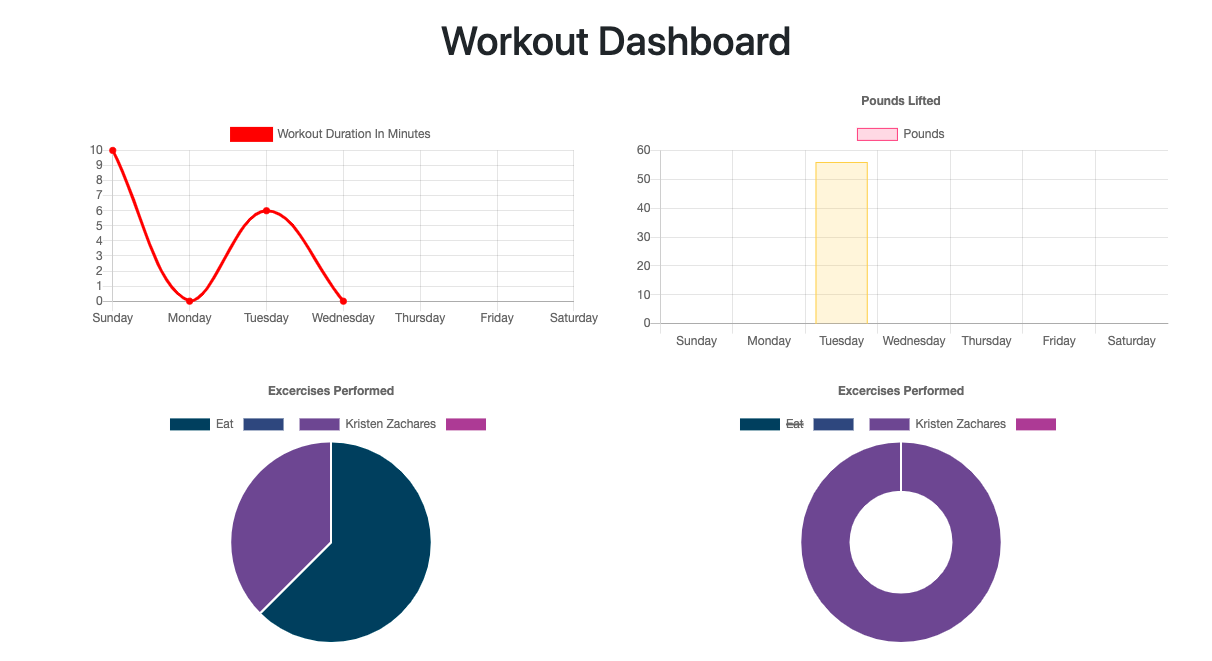 Workout Dashboard
Workout Duration In Minutes
10
9
8
7
6
5
4
3
2
1
0
Sunday Monday Tuesday Wednesday Thursday Friday Saturday
Pounds Lifted
Pounds
60
50
40
30
20
10
0
Sunday Monday Tuesday Wednesday Thursday Friday Saturday
Excercises Performed
Eat Kristen Zachares
Excercises Performed
Eat Kristen Zachares